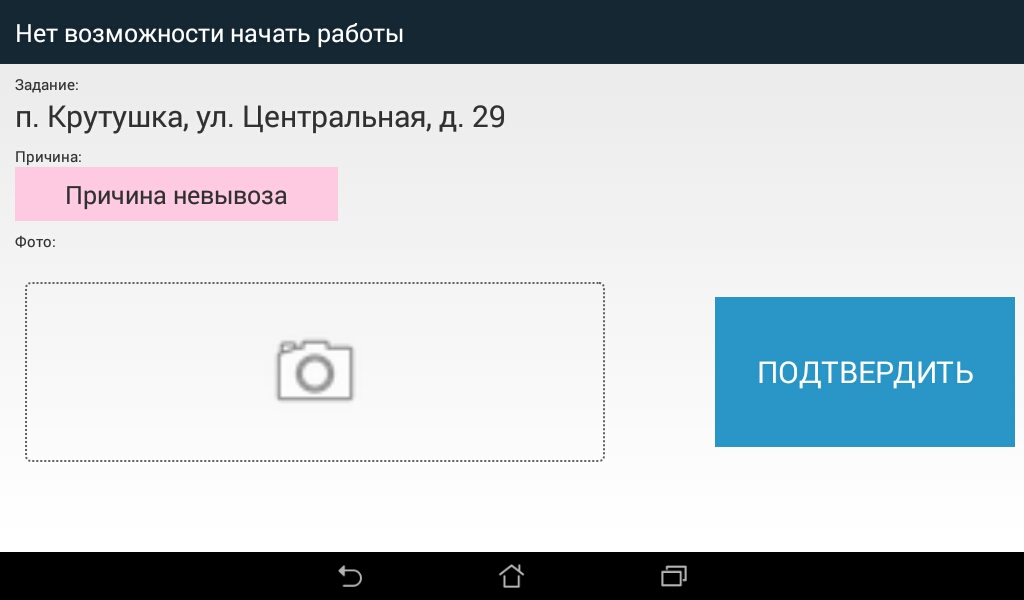 Нет возможности начать работы
Задание:
п. Крутушка, ул. Центральная, д. 29
Причина:
Причина невывоза
Фото:
ПОДТВЕРДИТЬ